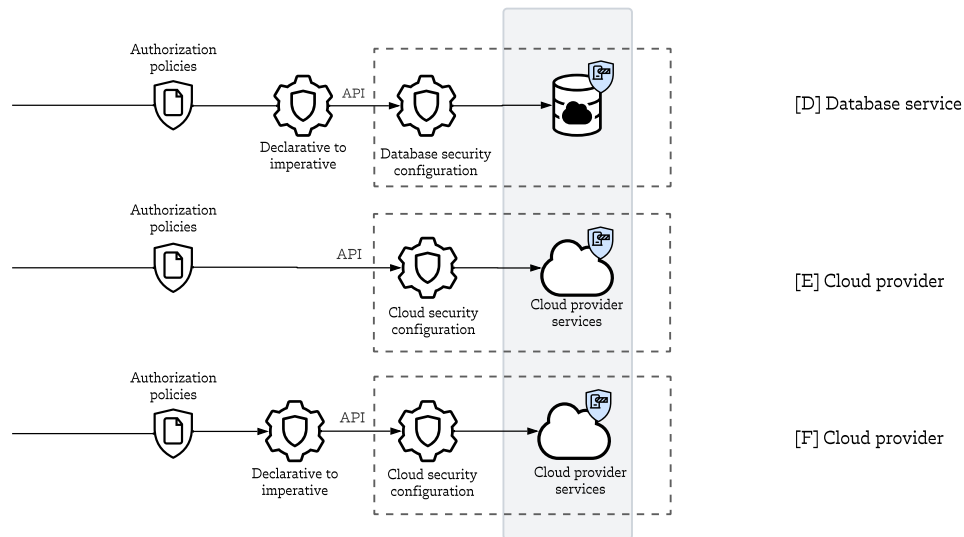 Authorization
policies
API
[D] Database service
Declarative to
imperative
Database security
configuration
Authorization
policies
API
[E] Cloud provider
Cloud security
configuration
Cloud provider
services
Authorization
policies
API
[F] Cloud provider
Declarative to
imperative
Cloud security
configuration
Cloud provider
services